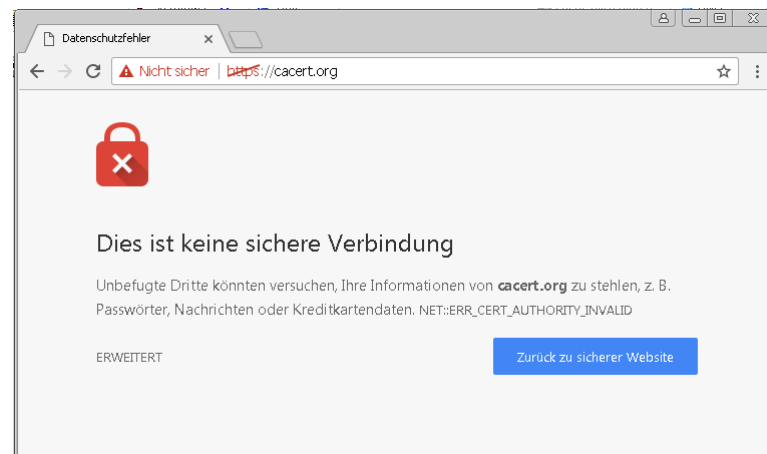 Datenschutzfehler
Nicht sicher | https://cacert.org
Dies ist keine sichere Verbindung
Unbefugte Dritte könnten versuchen, Ihre Informationen von cacert.org zu stehlen, z. B.
Passwörter, Nachrichten oder Kreditkartendaten. NET::ERR_CERT_AUTHORITY_INVALID
ERWEITERT
Zurück zu sicherer Website